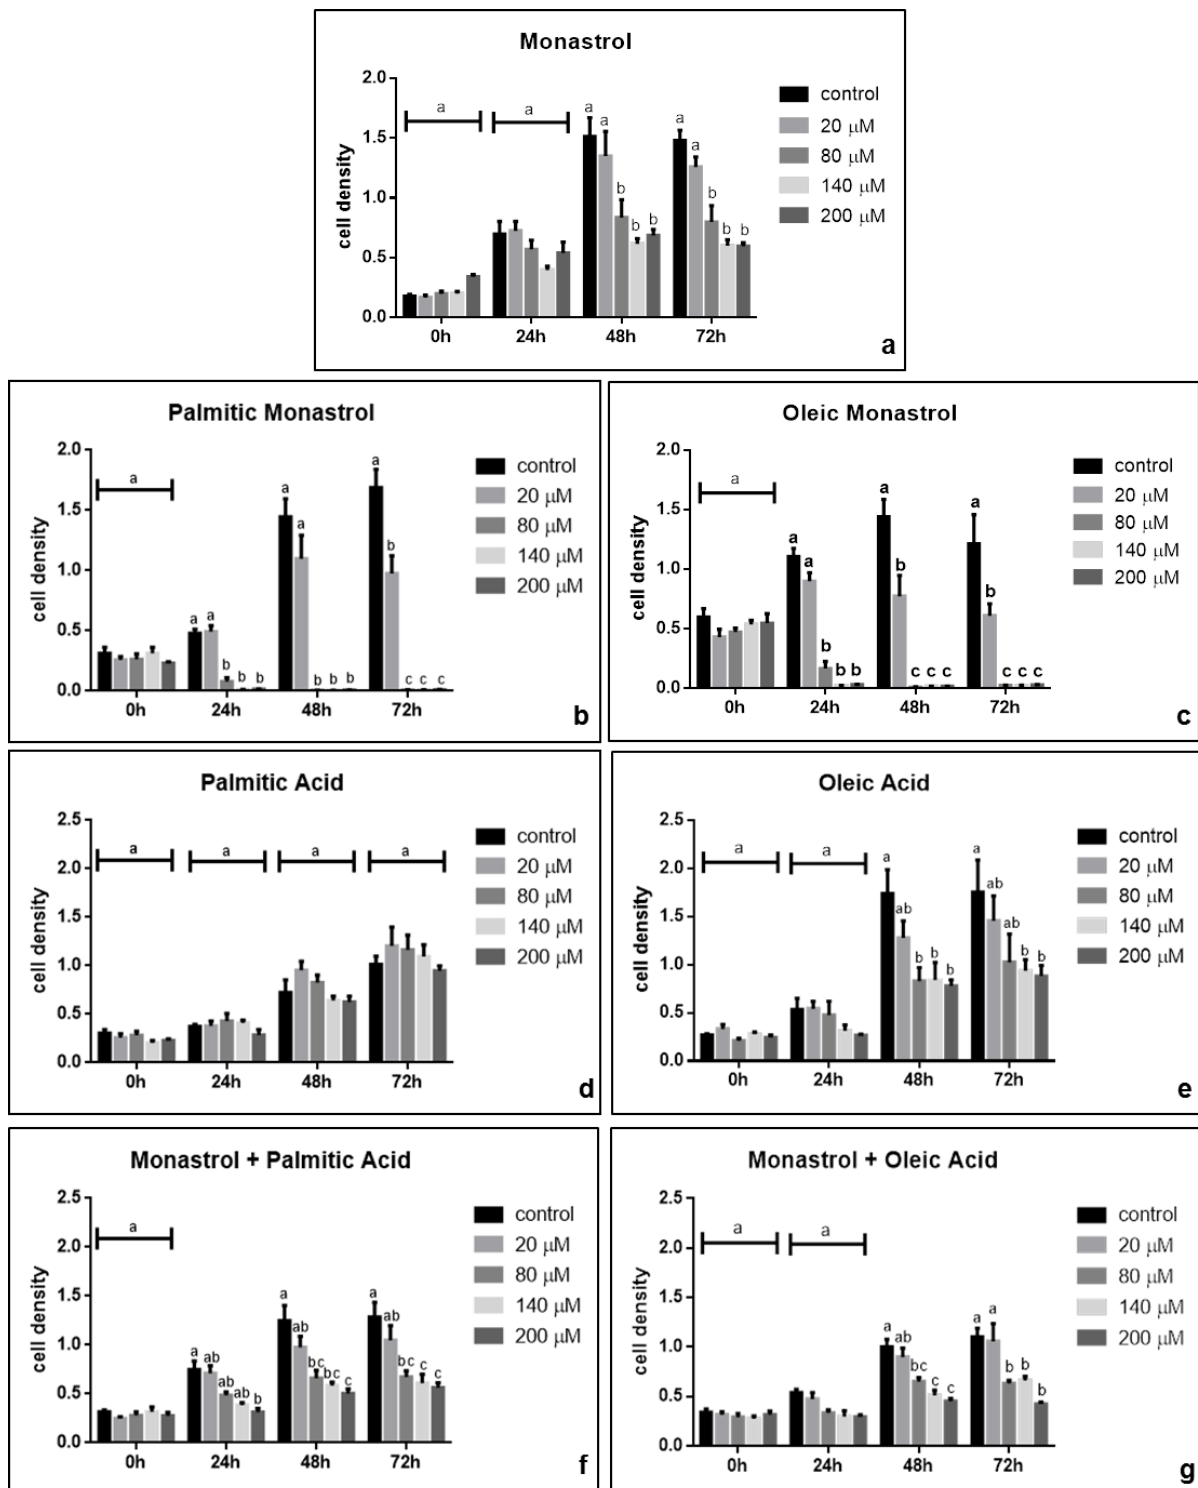 Monastrol
2.0
1.5
1.0
0.5
0.0
cell density
a
a
a
a
b
b
b
a
a
b
b
b
0h
24h
48h
72h
control
20 μM
80 μM
140 μM
200 μM
a
Palmitic Monastrol
2.0
1.5
1.0
0.5
0.0
cell density
a
a
a
b
b
b
a
a
b
b
b
a
b
c
c
c
0h
24h
48h
72h
control
20 μM
80 μM
140 μM
200 μM
b
Oleic Monastrol
2.0
1.5
1.0
0.5
0.0
cell density
a
a
a
b
b
b
a
b
c
c
c
a
b
c
c
c
0h
24h
48h
72h
control
20 μM
80 μM
140 μM
200 μM
c
Palmitic Acid
2.5
2.0
1.5
1.0
0.5
0.0
cell density
a
a
a
a
0h
24h
48h
72h
control
20 μM
80 μM
140 μM
200 μM
d
Oleic Acid
2.5
2.0
1.5
1.0
0.5
0.0
cell density
a
a
a
ab
b
b
b
a
ab
ab
b
b
0h
24h
48h
72h
control
20 μM
80 μM
140 μM
200 μM
e
Monastrol + Palmitic Acid
2.5
2.0
1.5
1.0
0.5
0.0
cell density
a
a
ab
ab
ab
b
a
ab
bc
bc
c
a
ab
bc
c
c
0h
24h
48h
72h
control
20 μM
80 μM
140 μM
200 μM
f
Monastrol + Oleic Acid
2.5
2.0
1.5
1.0
0.5
0.0
cell density
a
a
a
ab
bc
c
c
a
a
b
b
b
0h
24h
48h
72h
control
20 μM
80 μM
140 μM
200 μM
g